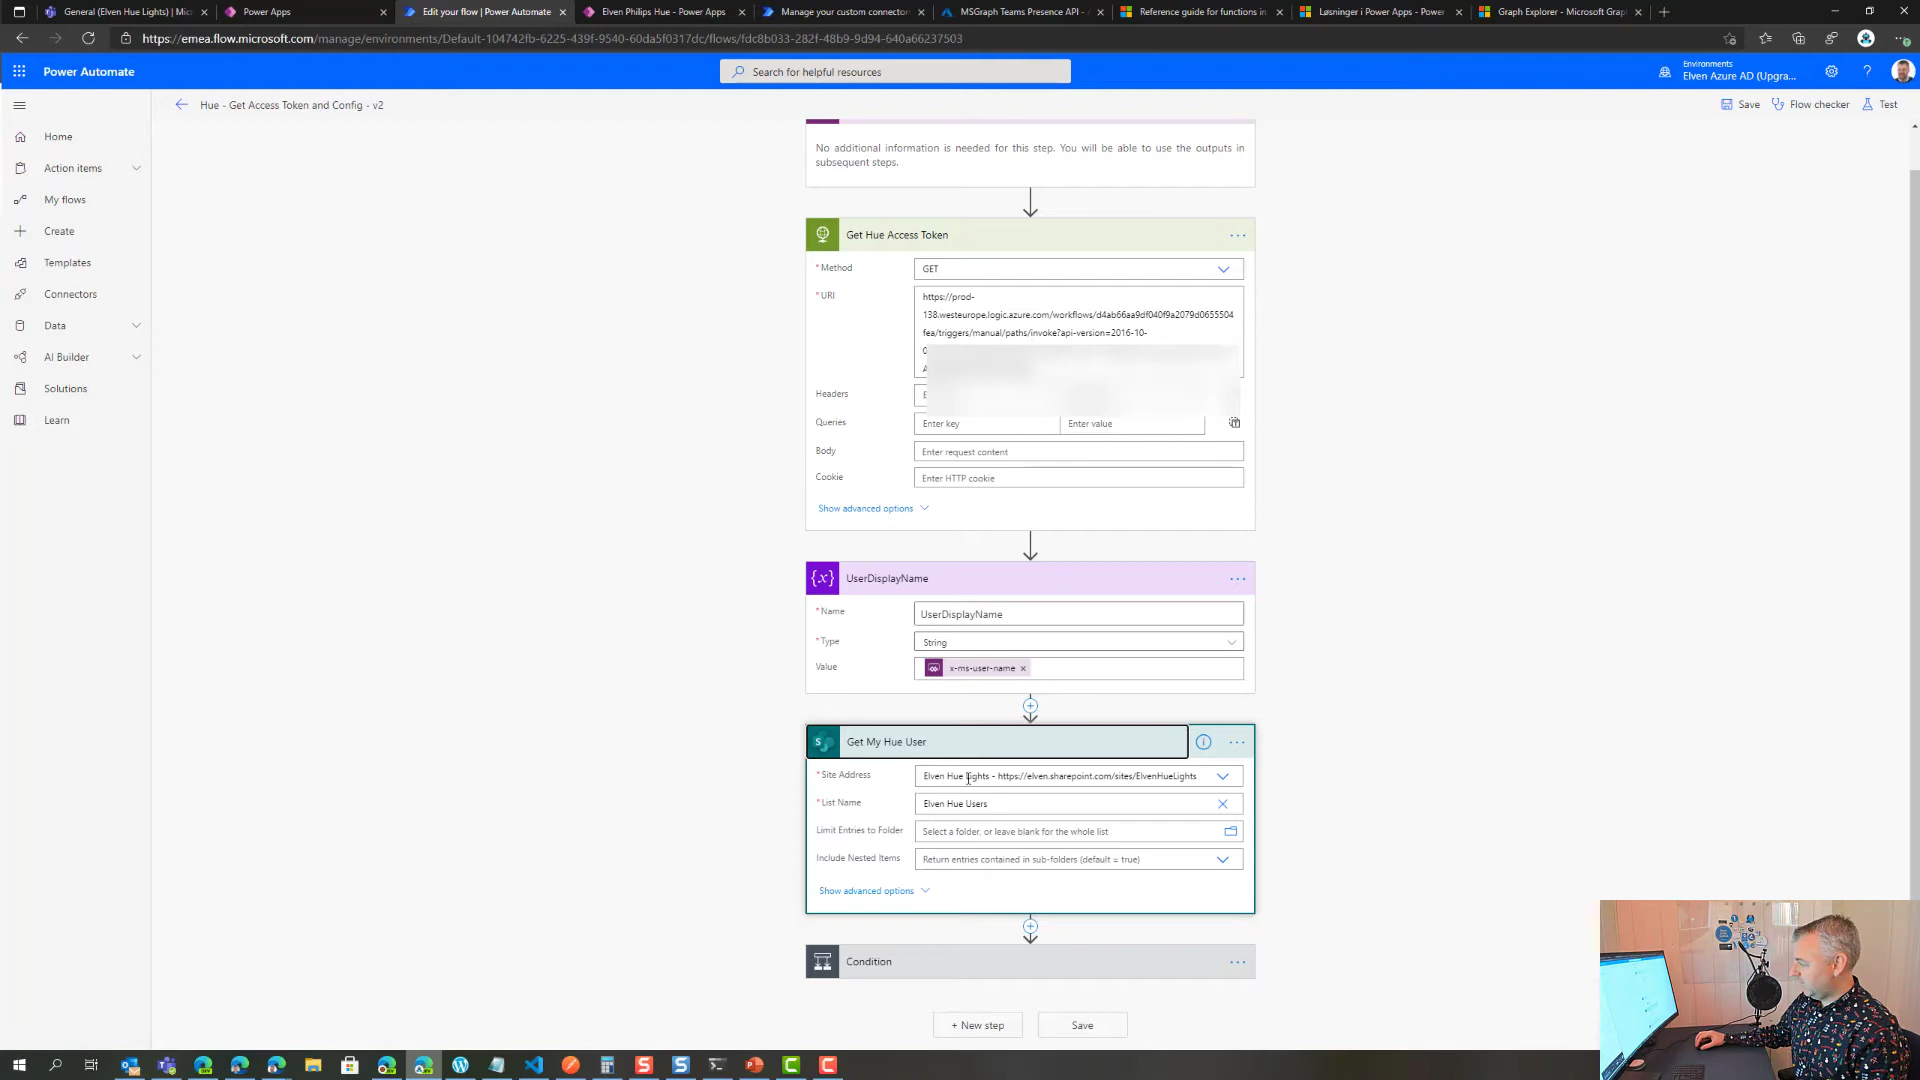 General (Elven Hue Lights) | Mic
Power Apps
Edit your flow | Power Automate
Elven Philips Hue - Power Apps
Manage your custom connector
MSGraph Teams Presence API -
Reference guide for functions in
Løsninger i Power Apps - Power
Graph Explorer - Microsoft Grap
https://emea.flow.microsoft.com/manage/environments/Default-104742fb-6225-439f-9540-60da5f0317dc/flows/fdc8b033-282f-48b9-9d94-640a66237503
Power Automate
Search for helpful resources
Environments
Elven Azure AD (Upgra...
Hue - Get Access Token and Config - v2
Save
Flow checker
Test
Home
Action items
My flows
Create
Templates
Connectors
Data
AI Builder
Solutions
Learn
No additional information is needed for this step. You will be able to use the outputs in
subsequent steps.
Get Hue Access Token
* Method
GET
* URI
https://prod-
138.westeurope.logic.azure.com/workflows/d4ab66aa9df040f9a2079d0655504
fea/triggers/manual/paths/invoke?api-version=2016-10-
Headers
Queries
Enter key
Enter value
Body
Enter request content
Cookie
Enter HTTP cookie
Show advanced options
UserDisplayName
* Name
UserDisplayName
* Type
String
Value
x-ms-user-name ×
Get My Hue User
* Site Address
Elven Hue Lights - https://elven.sharepoint.com/sites/ElvenHueLights
* List Name
Elven Hue Users
Limit Entries to Folder
Select a folder, or leave blank for the whole list
Include Nested Items
Return entries contained in sub-folders (default = true)
Show advanced options
Condition
+ New step
Save